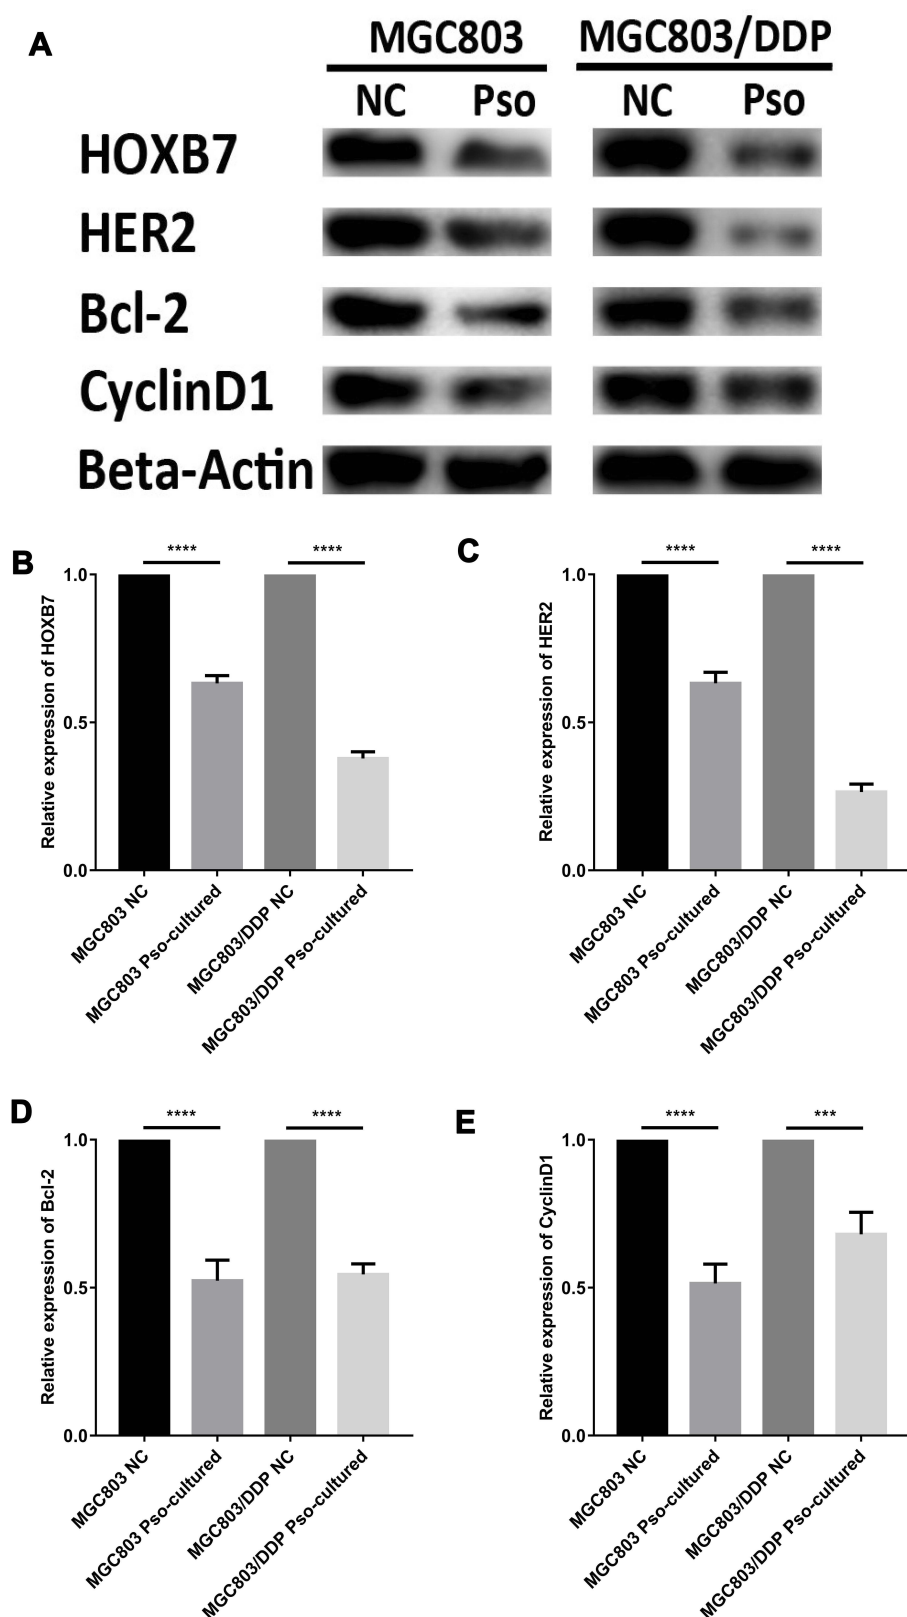 A
MGC803 MGC803/DDP
NC Pso NC Pso
HOXB7
HER2
Bcl-2
CyclinD1
Beta-Actin
B
**** ****
Relative expression of HOXB7
1.0
0.5
0.0
MGC803 NC
MGC803 Pso-cultured
MGC803/DDP NC
MGC803/DDP Pso-cultured
C
**** ****
Relative expression of HER2
1.0
0.5
0.0
MGC803 NC
MGC803 Pso-cultured
MGC803/DDP NC
MGC803/DDP Pso-cultured
D
**** ****
Relative expression of Bcl-2
1.0
0.5
0.0
MGC803 NC
MGC803 Pso-cultured
MGC803/DDP NC
MGC803/DDP Pso-cultured
E
**** ***
Relative expression of CyclinD1
1.0
0.5
0.0
MGC803 NC
MGC803 Pso-cultured
MGC803/DDP NC
MGC803/DDP Pso-cultured